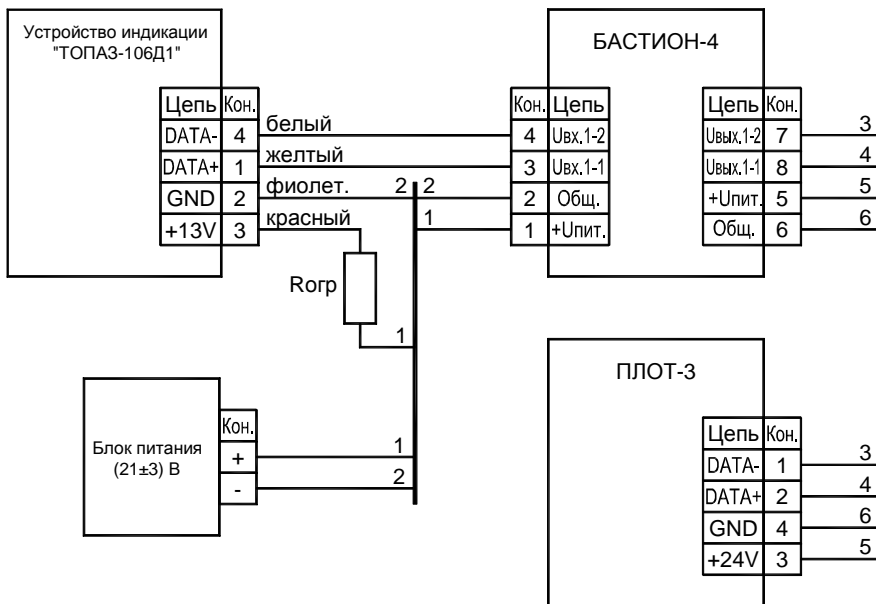 Устройство индикации
"ТОПАЗ-106Д1"
Цепь Кон.
DATA- 4 белый
DATA+ 1 желтый
GND 2 фиолет. 2 2
+13V 3 красный 1
Rогр
1
БАСТИОН-4
Кон. Цепь
4 Uвх.1-2
3 Uвх.1-1
2 Общ.
1 +Uпит.
Цепь Кон.
Uвых.1-2 7 3
Uвых.1-1 8 4
+Uпит. 5 5
Общ. 6 6
Блок питания
(21±3) В
Кон.
+ 1
- 2
ПЛОТ-3
Цепь Кон.
DATA- 1 3
DATA+ 2 4
GND 4 6
+24V 3 5